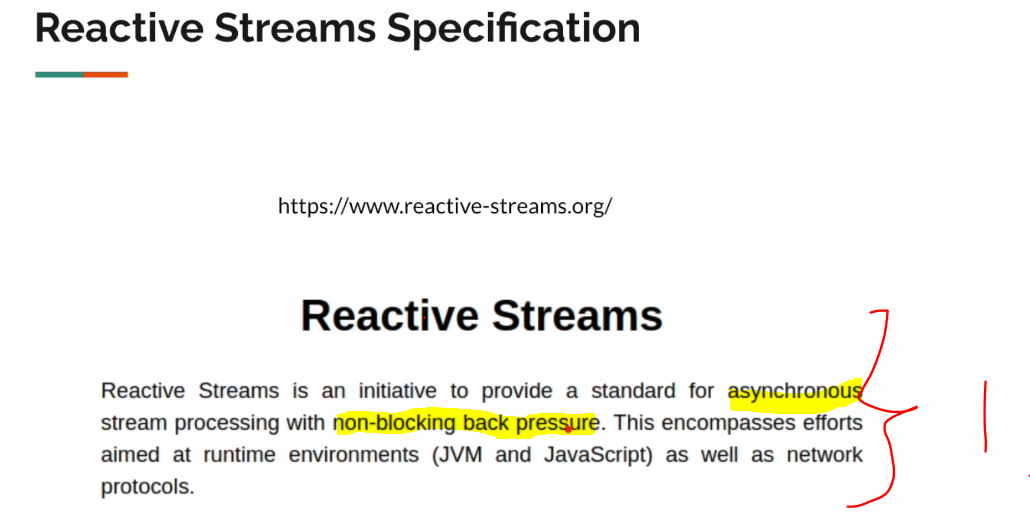 Reactive Streams Specification
https://www.reactive-streams.org/
Reactive Streams
Reactive Streams is an initiative to provide a standard for asynchronous
stream processing with non-blocking back pressure. This encompasses efforts
aimed at runtime environments (JVM and JavaScript) as well as network
protocols.